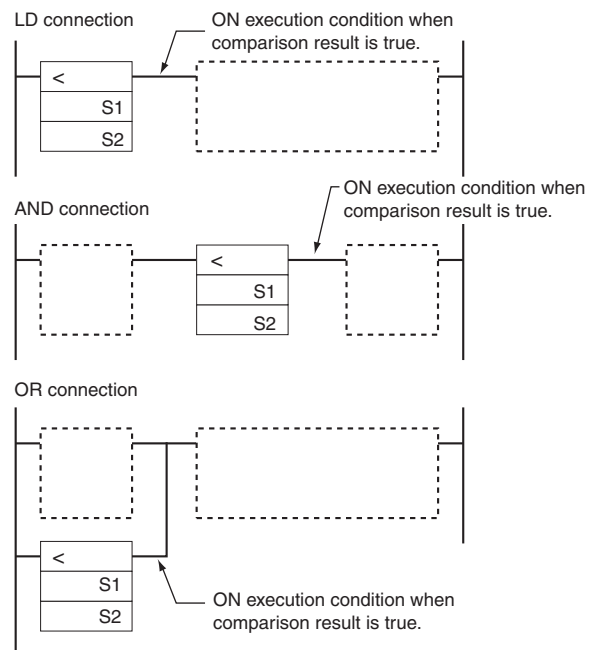 LD connection
ON execution condition when
comparison result is true.
<
S1
S2
AND connection
ON execution condition when
comparison result is true.
<
S1
S2
OR connection
<
S1
S2
ON execution condition when
comparison result is true.